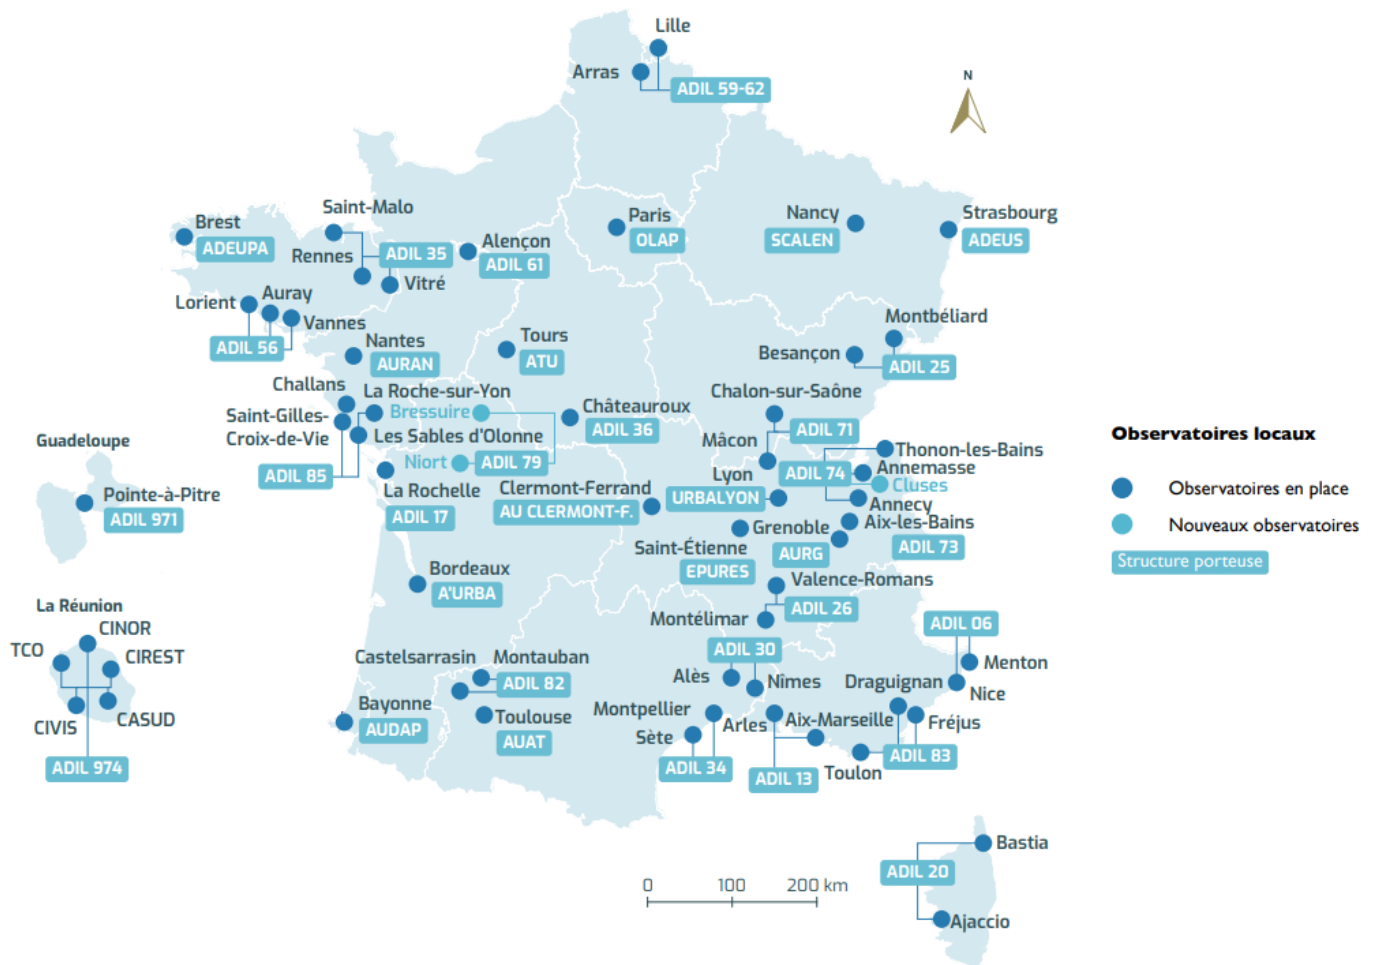 Lille
Arras
ADIL 59-62
N
Saint-Malo
Brest
ADEUPA
Rennes
ADIL 35
Vitré
Alençon
ADIL 61
Paris
OLAP
Nancy
SCALEN
Strasbourg
ADEUS
Lorient
Auray
Vannes
ADIL 56
Nantes
AURAN
Tours
ATU
Montbéliard
Besançon
ADIL 25
Challans
La Roche-sur-Yon
Bressuire
Saint-Gilles-
Croix-de-Vie
Les Sables d'Olonne
ADIL 85
Niort
ADIL 79
Châteauroux
ADIL 36
Chalon-sur-Saône
ADIL 71
Mâcon
Thonon-les-Bains
ADIL 74
Annemasse
Cluses
Annecy
Lyon
URBALYON
La Rochelle
ADIL 17
Clermont-Ferrand
AU CLERMONT-F.
Aix-les-Bains
ADIL 73
Grenoble
AURG
Saint-Étienne
EPURES
Guadeloupe
Pointe-à-Pitre
ADIL 971
Observatoires locaux
Observatoires en place
Nouveaux observatoires
Structure porteuse
Bordeaux
A'URBA
Valence-Romans
ADIL 26
Montélimar
La Réunion
CINOR
TCO
CIREST
CIVIS
CASUD
ADIL 974
ADIL 06
Menton
Nice
ADIL 30
Alès
Nîmes
Castelsarrasin
Montauban
ADIL 82
Bayonne
AUDAP
Toulouse
AUAT
Montpellier
Sète
ADIL 34
Arles
Aix-Marseille
ADIL 13
Draguignan
Fréjus
Toulon
ADIL 83
Bastia
ADIL 20
Ajaccio
0 100 200 km